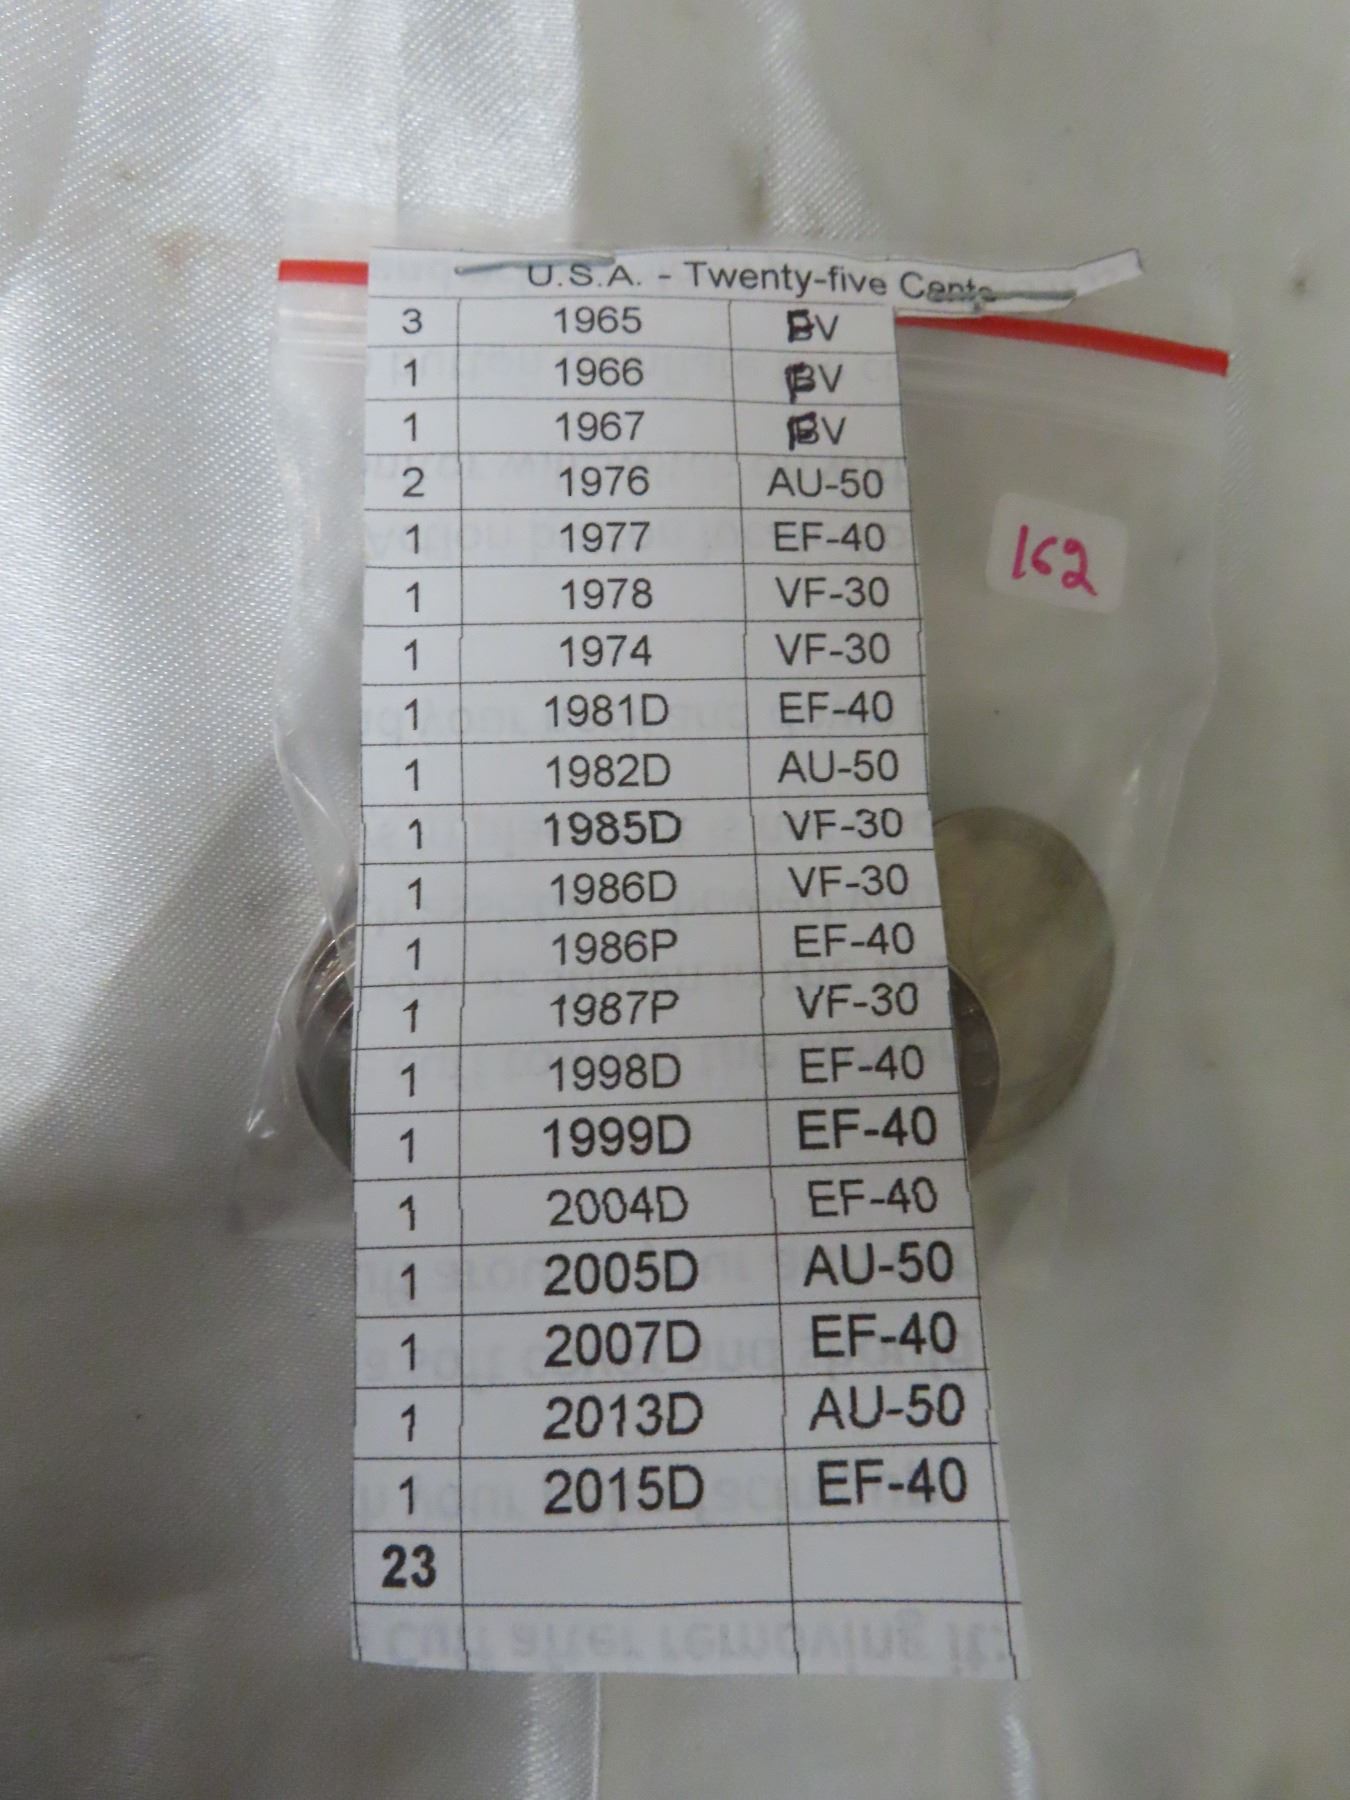 U.S.A. - Twenty-five Cents
3 1965 FV
1 1966 FV
1 1967 FV
2 1976 AU-50
1 1977 EF-40
1 1978 VF-30
1 1974 VF-30
1 1981D EF-40
1 1982D AU-50
1 1985D VF-30
1 1986D VF-30
1 1986P EF-40
1 1987P VF-30
1 1998D EF-40
1 1999D EF-40
1 2004D EF-40
1 2005D AU-50
1 2007D EF-40
1 2013D AU-50
1 2015D EF-40
23
162